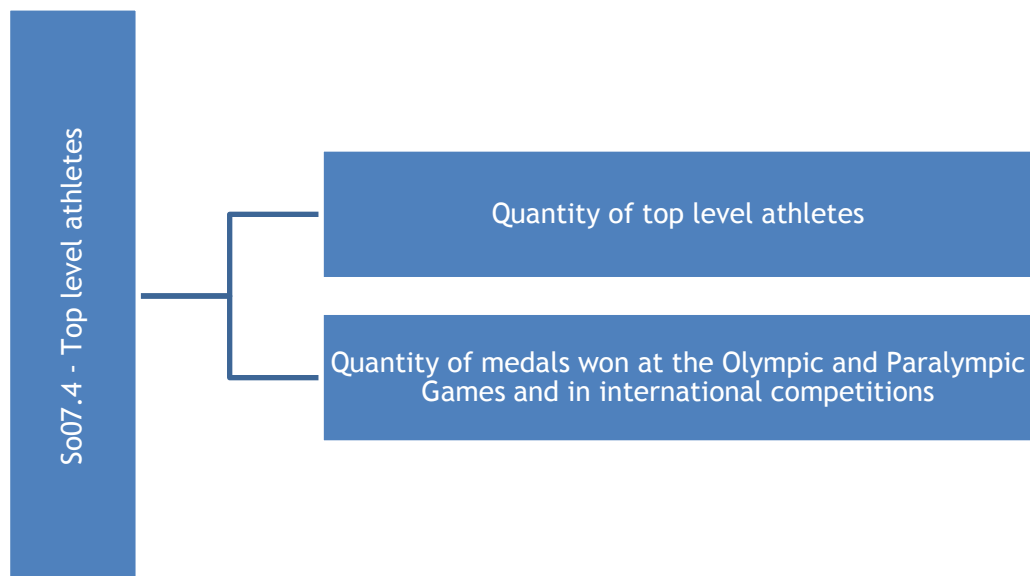 So07.4 - Top level athletes
Quantity of top level athletes
Quantity of medals won at the Olympic and Paralympic
Games and in international competitions